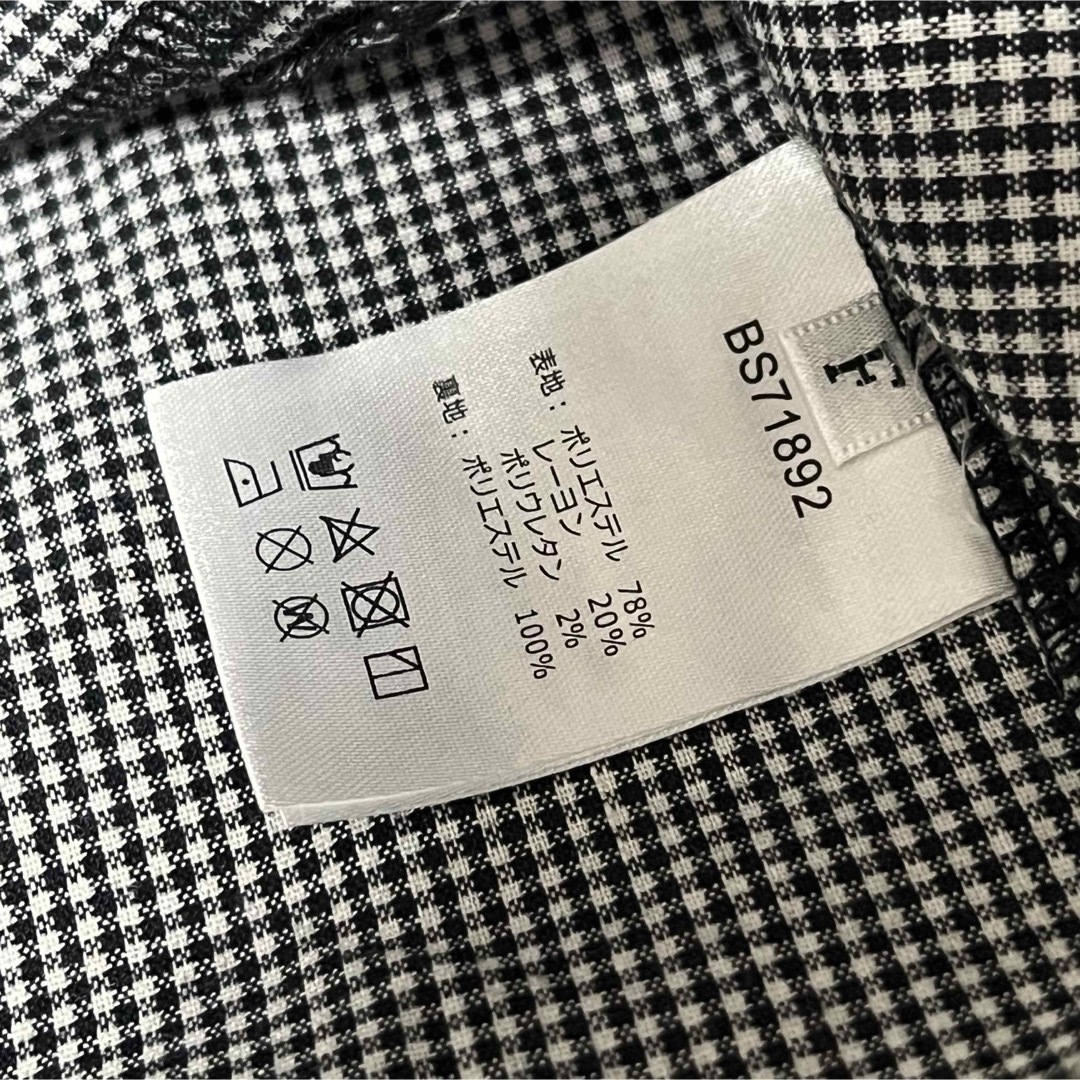 F
BS71892
表地：ポリエステル 78%
レーヨン 20%
ポリウレタン 2%
裏地：ポリエステル 100%